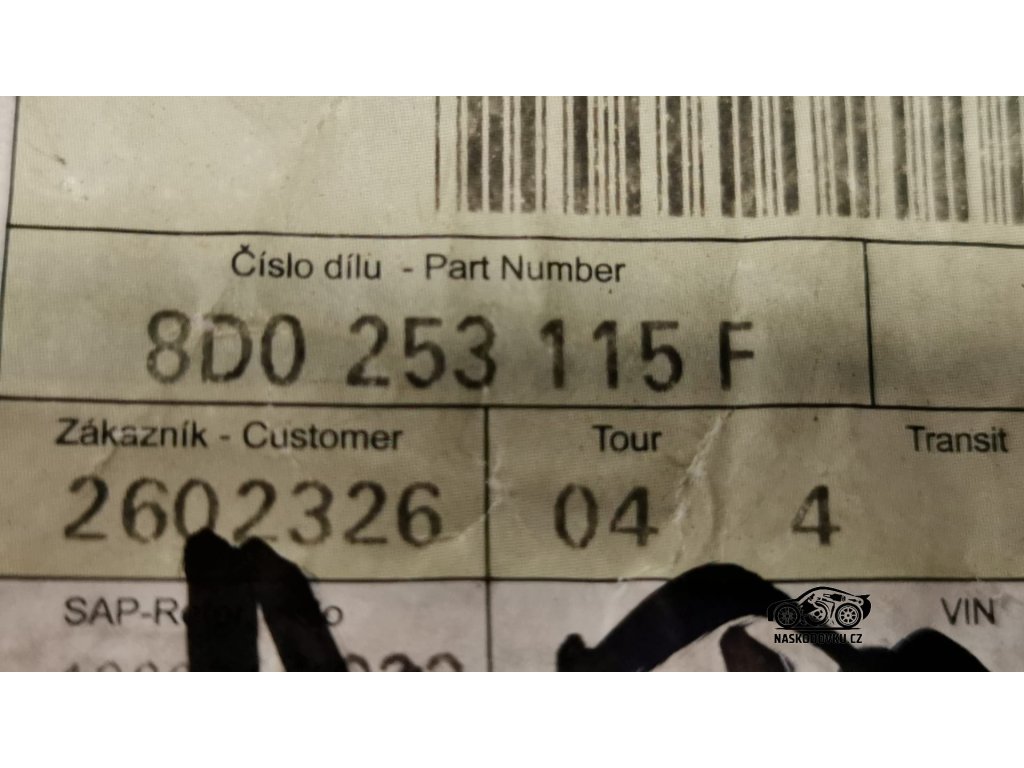 Číslo dílu - Part Number
8D0 253 115 F
Zákazník - Customer Tour Transit
2602326 04 4
VIN
NASKODOVKU.CZ